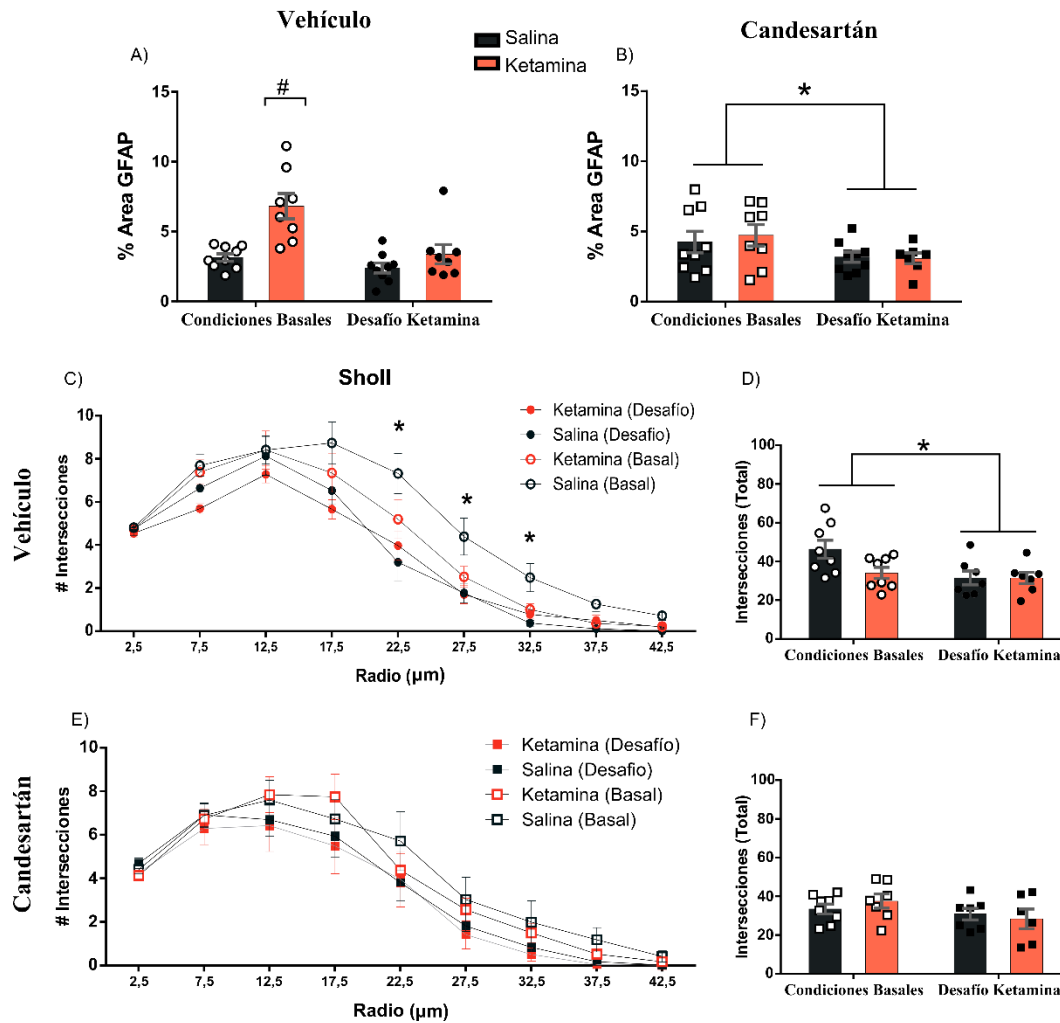 Vehículo
Candesartán
Salina
Ketamina
A)
#
15
10
5
0
% Area GFAP
Condiciones Basales
Desafío Ketamina
B)
*
15
10
5
0
% Area GFAP
Condiciones Basales
Desafío Ketamina
Vehículo
C)
Sholl
10
8
6
4
2
0
# Intersecciones
Ketamina (Desafío)
Salina (Desafio)
Ketamina (Basal)
Salina (Basal)
*
*
*
2,5 7,5 12,5 17,5 22,5 27,5 32,5 37,5 42,5
Radio (µm)
D)
*
100
80
60
40
20
0
Intersecciones (Total)
Condiciones Basales
Desafío Ketamina
Candesartán
E)
10
8
6
4
2
0
# Intersecciones
Ketamina (Desafío)
Salina (Desafio)
Ketamina (Basal)
Salina (Basal)
2,5 7,5 12,5 17,5 22,5 27,5 32,5 37,5 42,5
Radio (µm)
F)
100
80
60
40
20
0
Intersecciones (Total)
Condiciones Basales
Desafío Ketamina